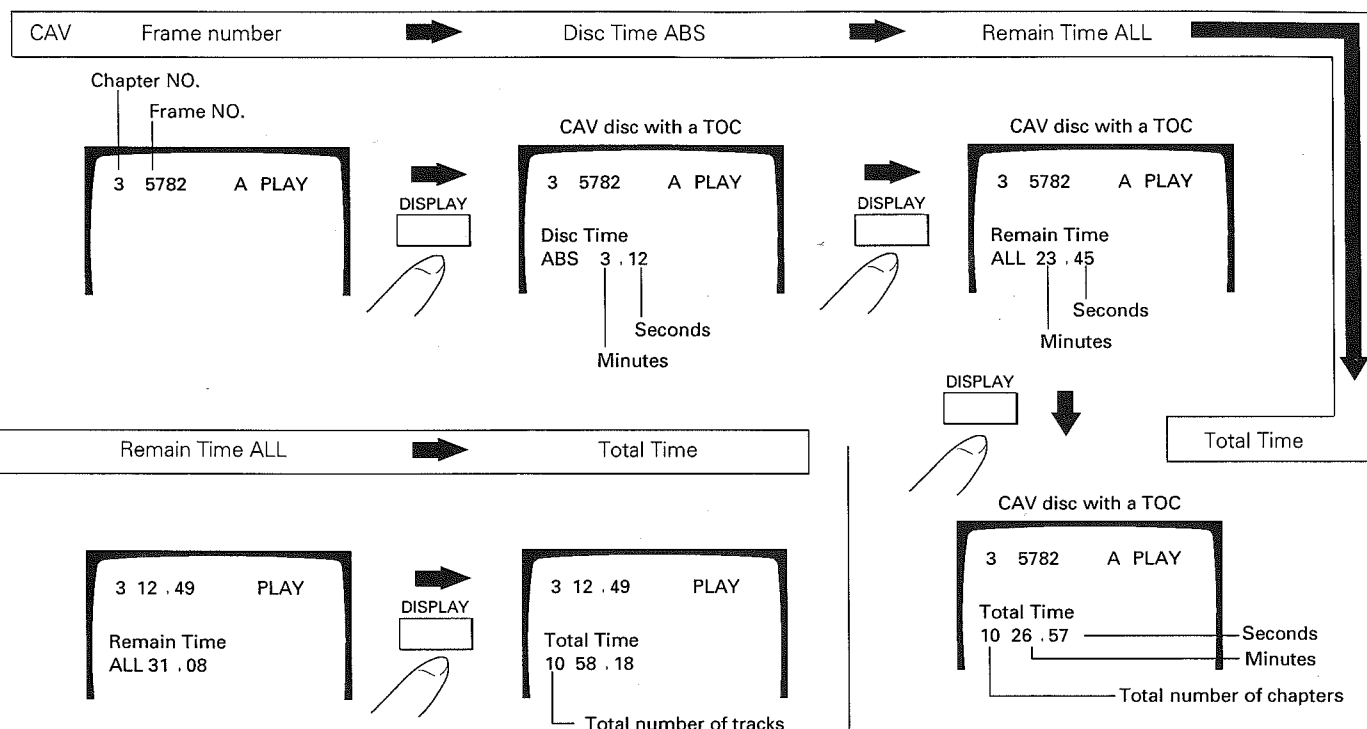 CAV Frame number Disc Time ABS Remain Time ALL
Chapter NO.
Frame NO.
3 5782 A PLAY
DISPLAY
CAV disc with a TOC
3 5782 A PLAY
Disc Time
ABS 3 . 12
Seconds
Minutes
DISPLAY
CAV disc with a TOC
3 5782 A PLAY
Remain Time
ALL 23 . 45
Seconds
Minutes
DISPLAY
Total Time
CAV disc with a TOC
3 5782 A PLAY
Total Time
10 26 . 57
Seconds
Minutes
Total number of chapters
Remain Time ALL Total Time
3 12 . 49 PLAY
Remain Time
ALL 31 . 08
DISPLAY
3 12 . 49 PLAY
Total Time
10 58 . 18
Total number of tracks